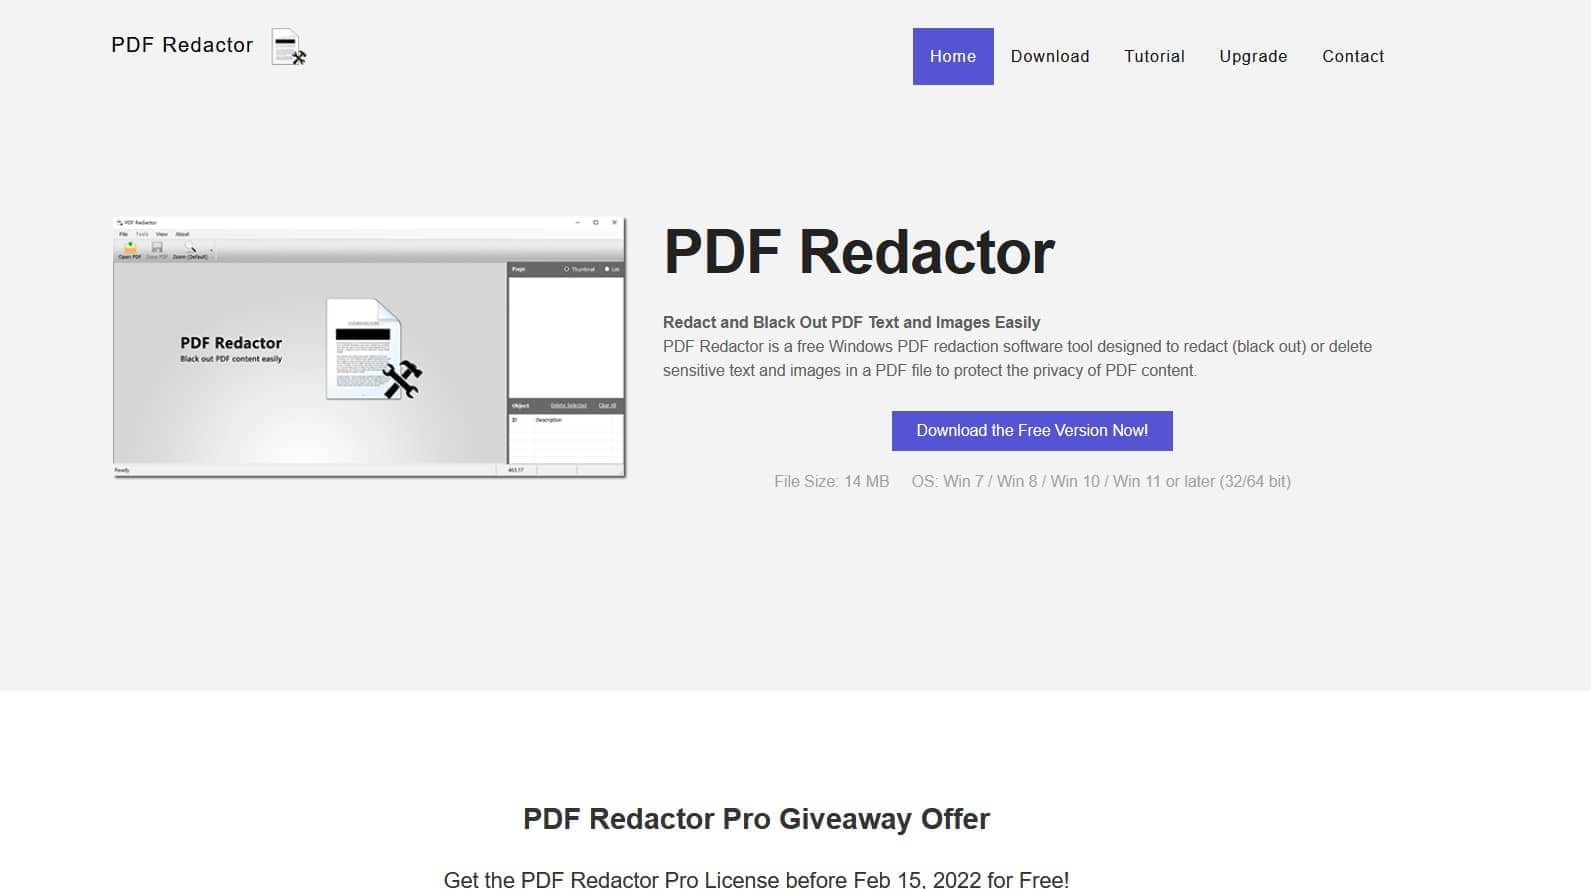 PDF Redactor
Home Download Tutorial Upgrade Contact
PDF Redactor
File Tools View About
Open PDF Save PDF Zoom (Default)
Page Thumbnail List
PDF Redactor
Black out PDF content easily
Object Delete Selected Clear All
ID Description
Ready
PDF Redactor
Redact and Black Out PDF Text and Images Easily
PDF Redactor is a free Windows PDF redaction software tool designed to redact (black out) or delete
sensitive text and images in a PDF file to protect the privacy of PDF content.
Download the Free Version Now!
File Size: 14 MB OS: Win 7 / Win 8 / Win 10 / Win 11 or later (32/64 bit)
PDF Redactor Pro Giveaway Offer
Get the PDF Redactor Pro License before Feb 15, 2022 for Free!